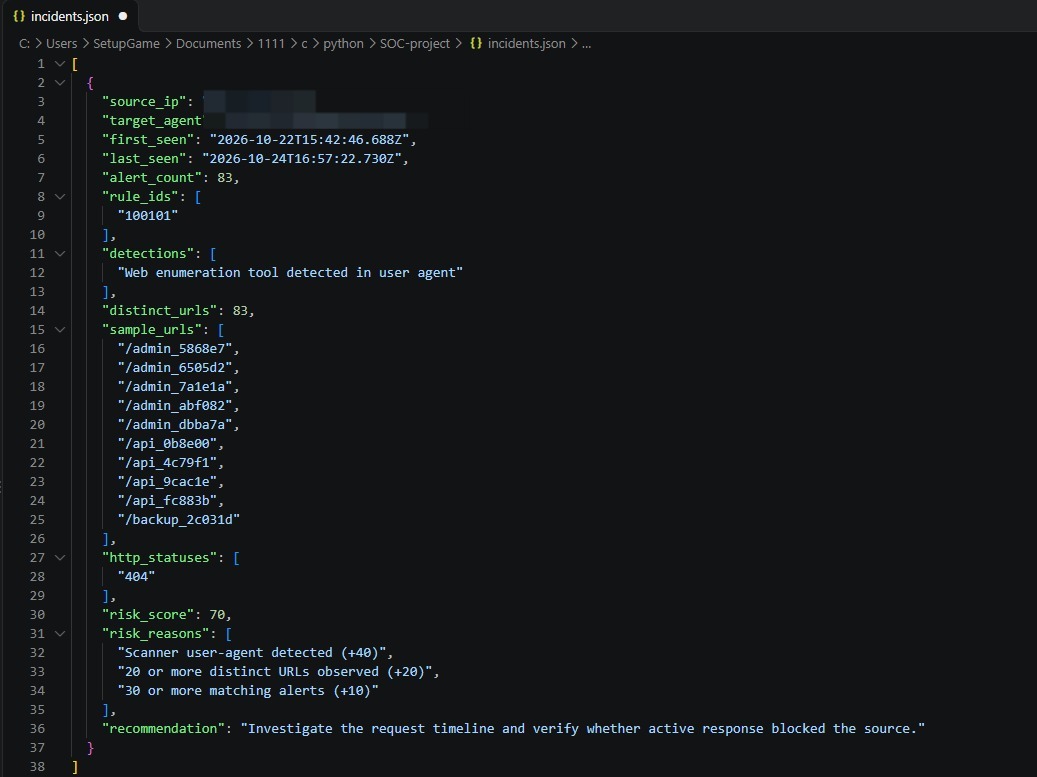 {} incidents.json ●
C: > Users > SetupGame > Documents > 1111 > c > python > SOC-project > {} incidents.json > ...
1 [
2 {
3 "source_ip": "
4 "target_agent"
5 "first_seen": "2026-10-22T15:42:46.688Z",
6 "last_seen": "2026-10-24T16:57:22.730Z",
7 "alert_count": 83,
8 "rule_ids": [
9 "100101"
10 ],
11 "detections": [
12 "Web enumeration tool detected in user agent"
13 ],
14 "distinct_urls": 83,
15 "sample_urls": [
16 "/admin_5868e7",
17 "/admin_6505d2",
18 "/admin_7a1e1a",
19 "/admin_abf082",
20 "/admin_dbba7a",
21 "/api_0b8e00",
22 "/api_4c79f1",
23 "/api_9cac1e",
24 "/api_fc883b",
25 "/backup_2c031d"
26 ],
27 "http_statuses": [
28 "404"
29 ],
30 "risk_score": 70,
31 "risk_reasons": [
32 "Scanner user-agent detected (+40)",
33 "20 or more distinct URLs observed (+20)",
34 "30 or more matching alerts (+10)"
35 ],
36 "recommendation": "Investigate the request timeline and verify whether active response blocked the source."
37 }
38 ]